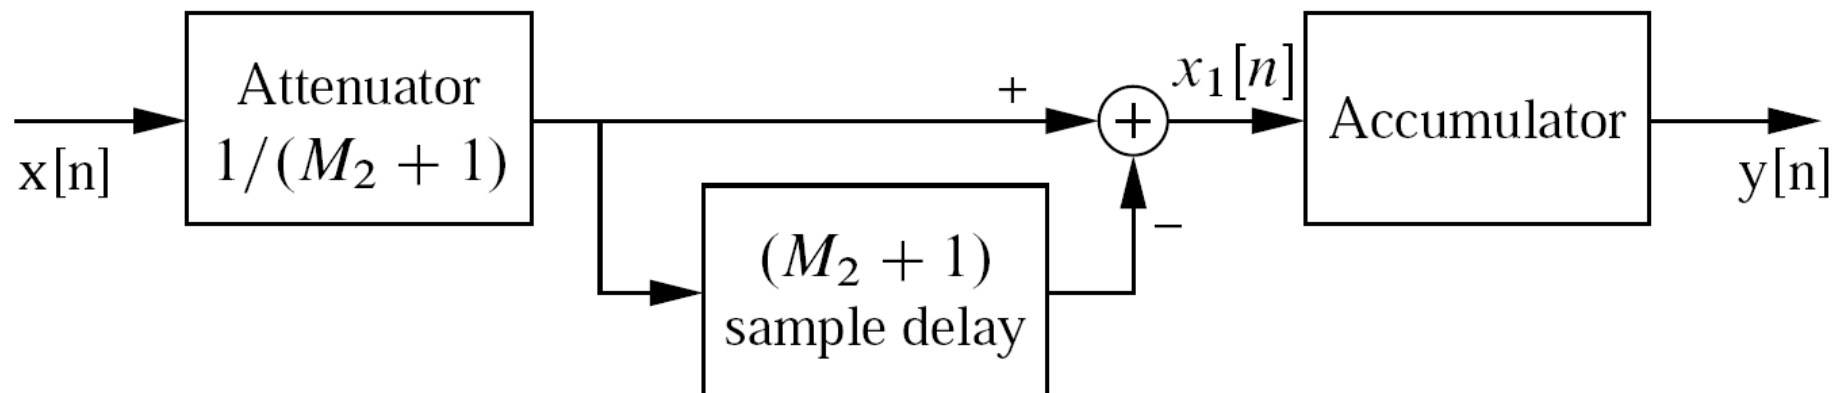 x[n]
Attenuator
1/(M₂ + 1)
+
+
x₁[n]
Accumulator
y[n]
−
(M₂ + 1)
sample delay